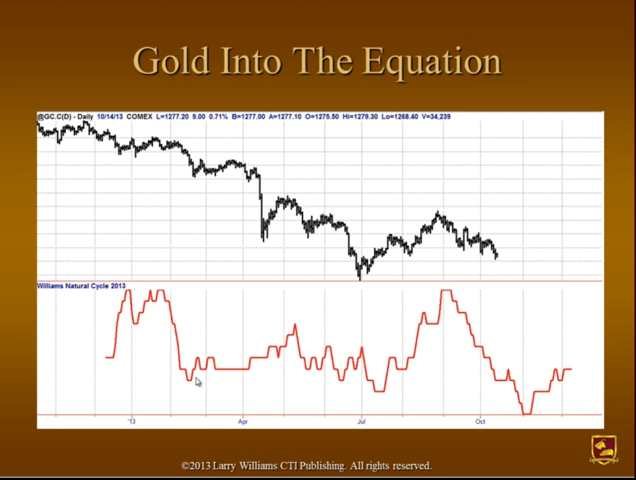 Gold Into The Equation
@GC.C(D) - Daily 10/14/13 COMEX L=1277.20 9.00 0.71% B=1277.00 A=1277.10 O=1275.50 Hi=1279.30 Lo=1268.40 V=34,239
Williams Natural Cycle 2013
'13 Apr Jul Oct
©2013 Larry Williams CTI Publishing. All rights reserved.